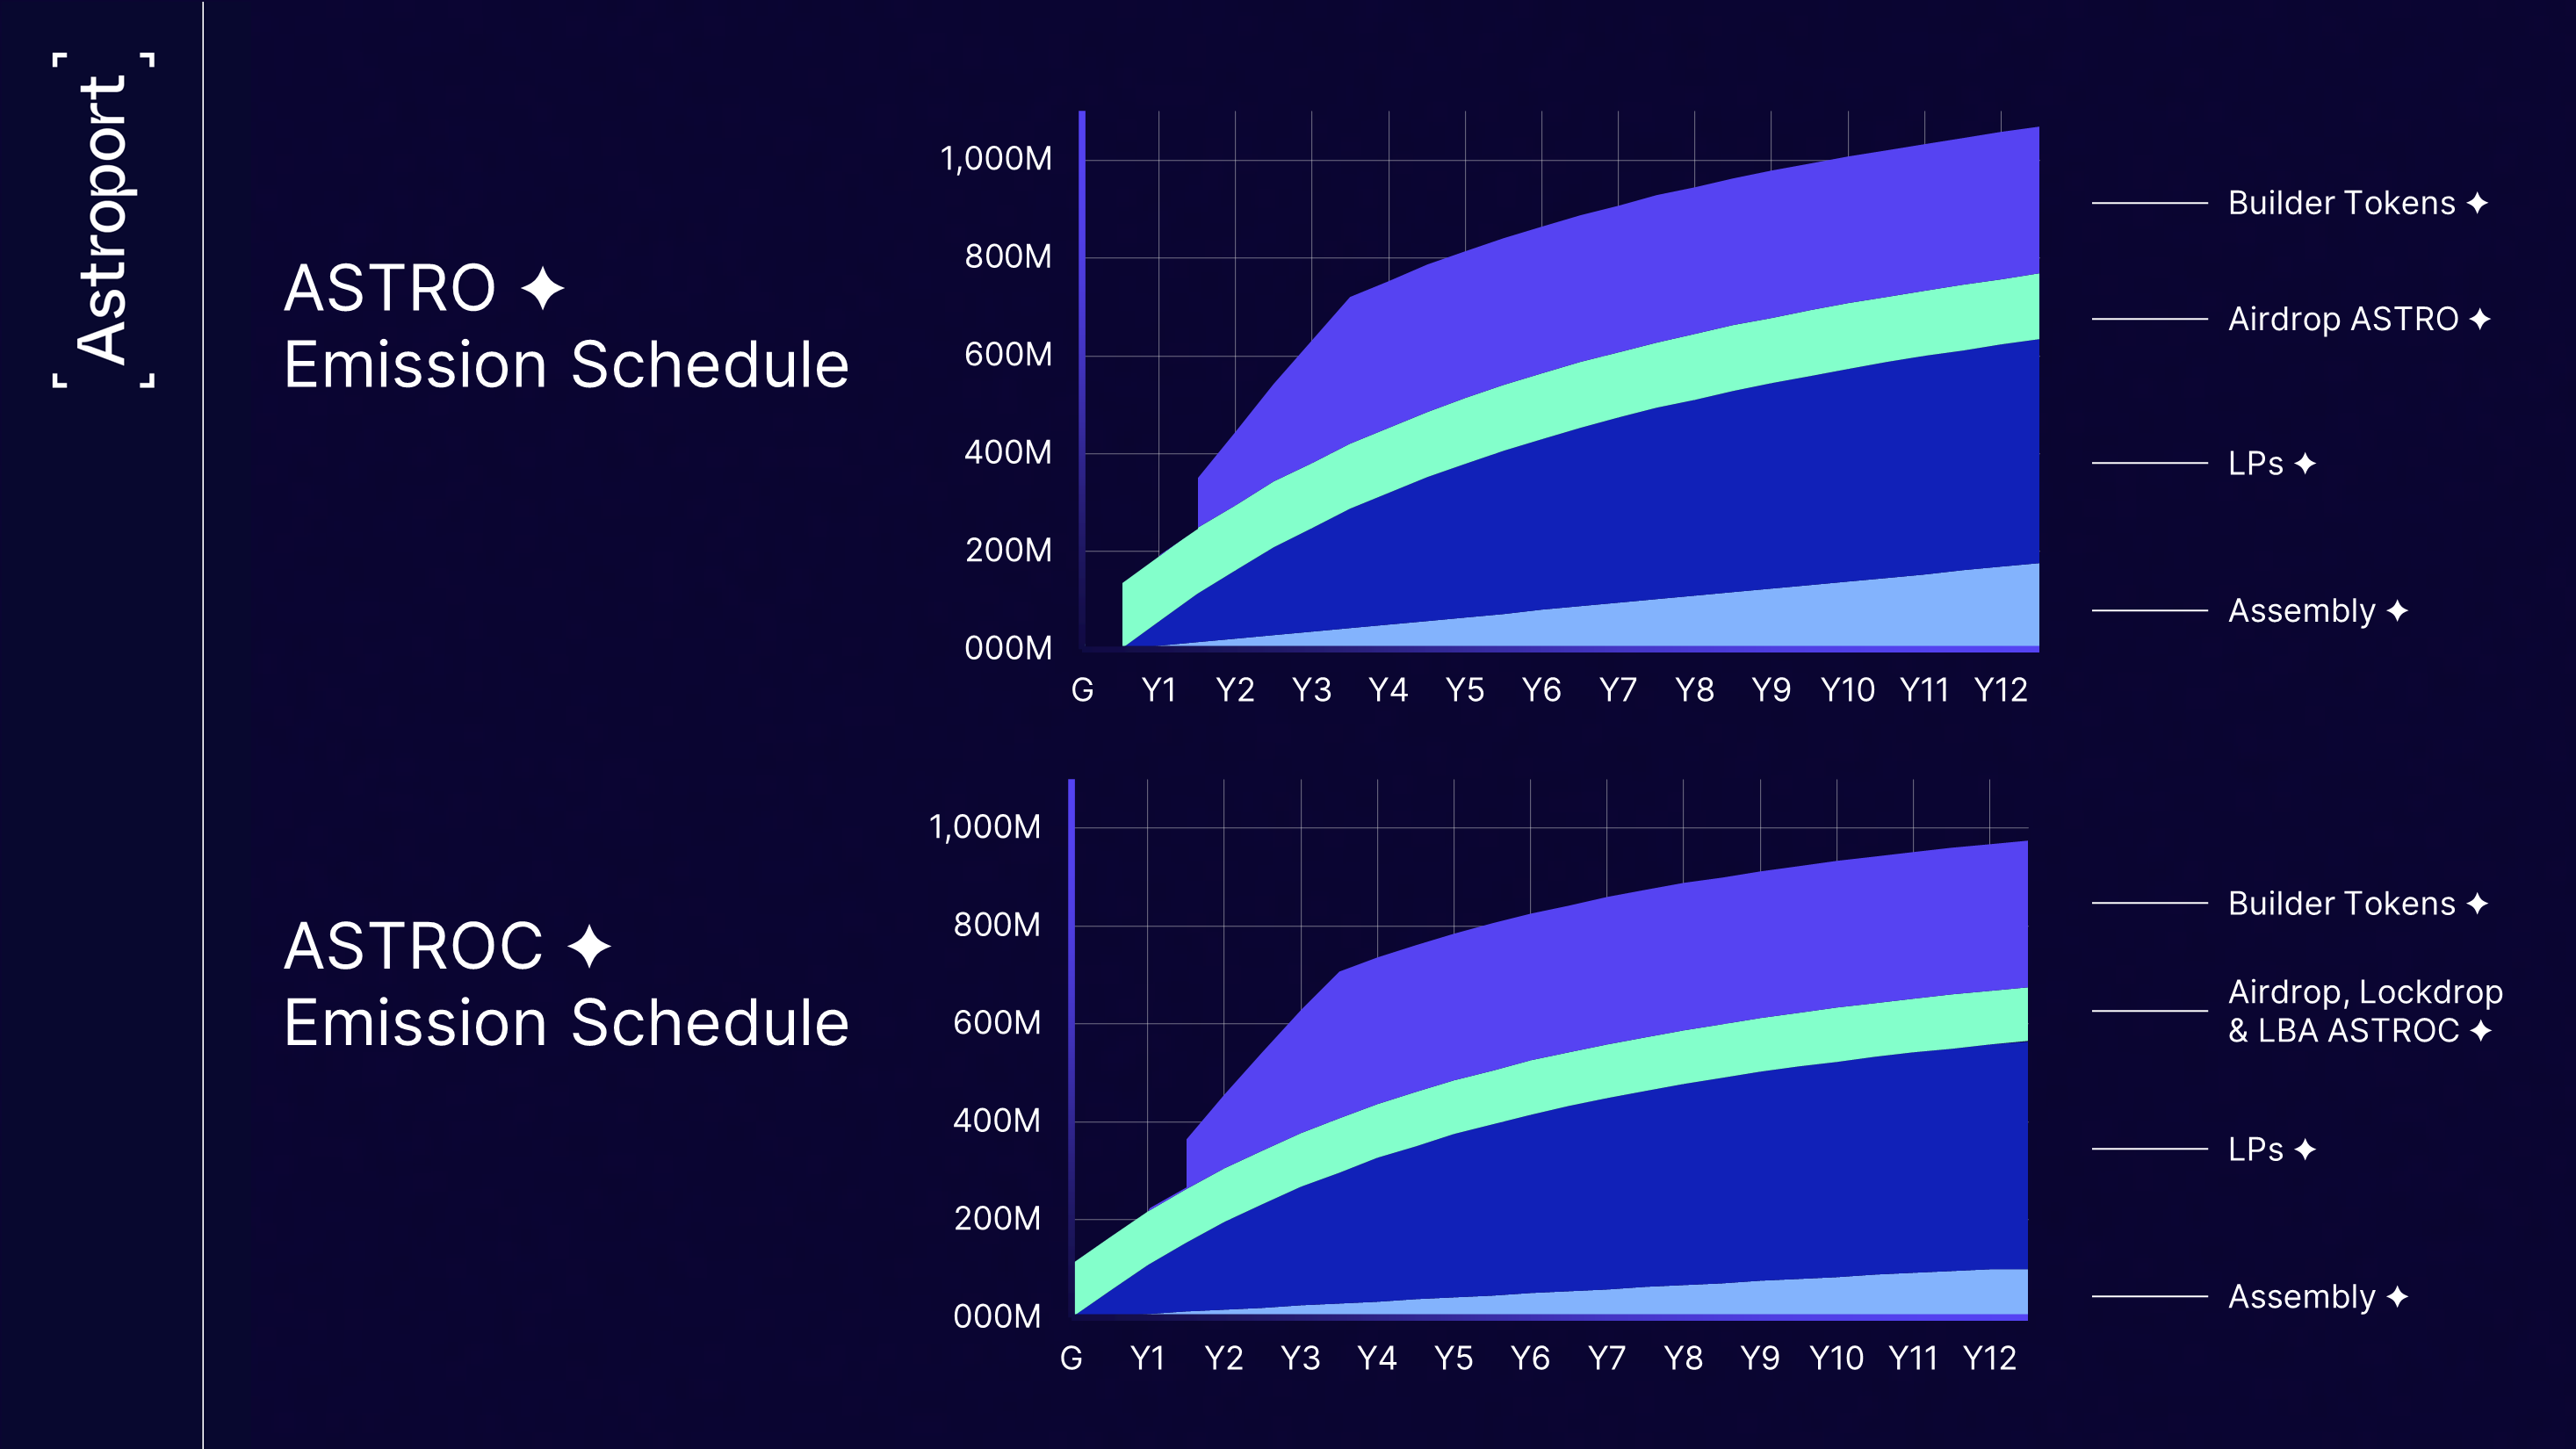 Astroport
ASTRO
Emission Schedule
1,000M
800M
600M
400M
200M
000M
G Y1 Y2 Y3 Y4 Y5 Y6 Y7 Y8 Y9 Y10 Y11 Y12
Builder Tokens
Airdrop ASTRO
LPs
Assembly
ASTROC
Emission Schedule
1,000M
800M
600M
400M
200M
000M
G Y1 Y2 Y3 Y4 Y5 Y6 Y7 Y8 Y9 Y10 Y11 Y12
Builder Tokens
Airdrop, Lockdrop
& LBA ASTROC
LPs
Assembly